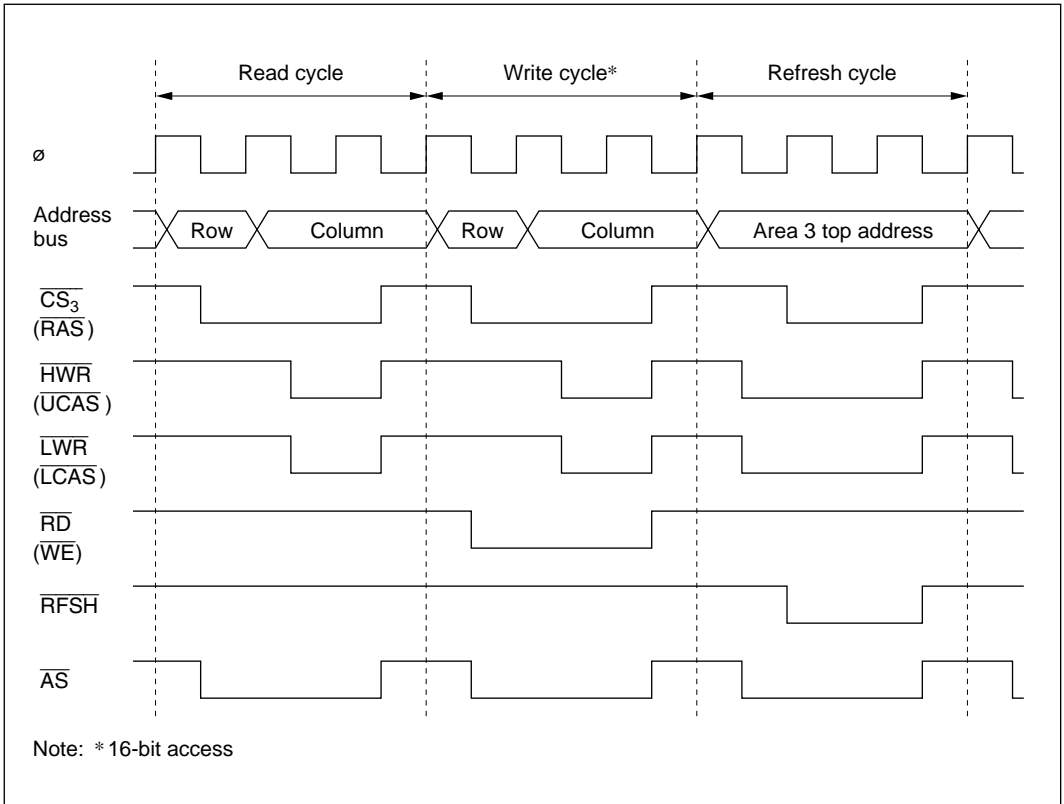 Read cycle Write cycle* Refresh cycle
ø
Address
bus
Row Column Row Column Area 3 top address
CS₃
(RAS)
HWR
(UCAS)
LWR
(LCAS)
RD
(WE)
RFSH
AS
Note: * 16-bit access